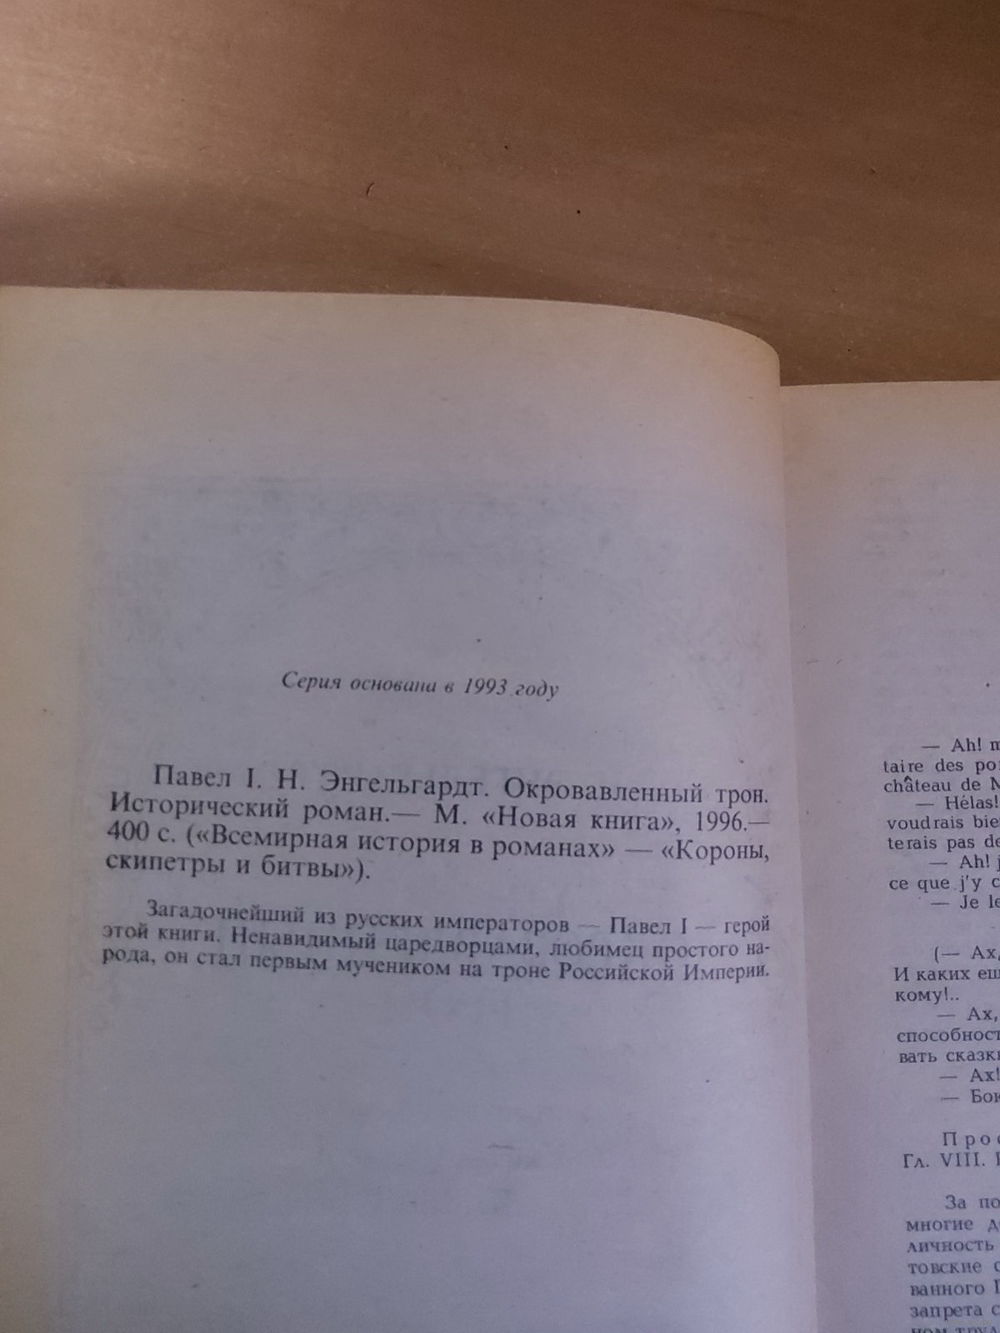 Серия основана в 1993 году
Павел I. Н. Энгельгардт. Окровавленный трон.
Исторический роман.— М. «Новая книга», 1996.—
400 с. («Всемирная история в романах» — «Короны,
скипетры и битвы»).
Загадочнейший из русских императоров — Павел I — герой
этой книги. Ненавидимый царедворцами, любимец простого на-
рода, он стал первым мучеником на троне Российской Империи.
— Ah!
taire des
château de
— Hélas!
voudrais
terais pas
— Ah!
ce que j'y
— Je
(— Ах,
И каких
кому!..
— Ах,
вать
— Ах!
Гл. VIII.
За
многие
личность
товские
ванного
запрета